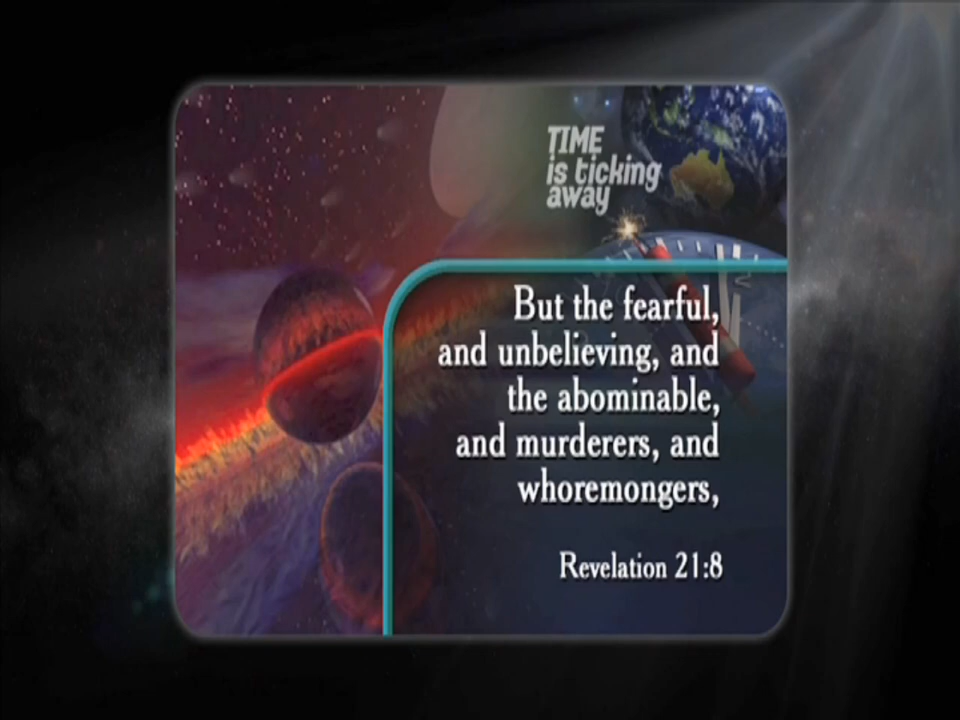 TIME
is ticking
away
But the fearful,
and unbelieving, and
the abominable,
and murderers, and
whoremongers,
Revelation 21:8